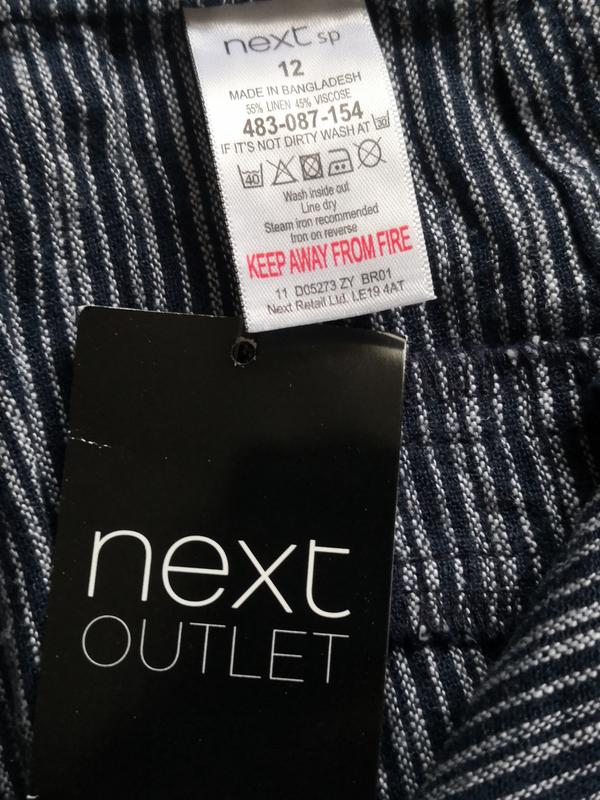 next sp
12
MADE IN BANGLADESH
55% LINEN 45% VISCOSE
483-087-154
IF IT'S NOT DIRTY WASH AT 30
40
Wash inside out
Line dry
Steam iron recommended
Iron on reverse
KEEP AWAY FROM FIRE
11 D05273 ZY BR01
Next Retail Ltd. LE19 4AT
next
OUTLET